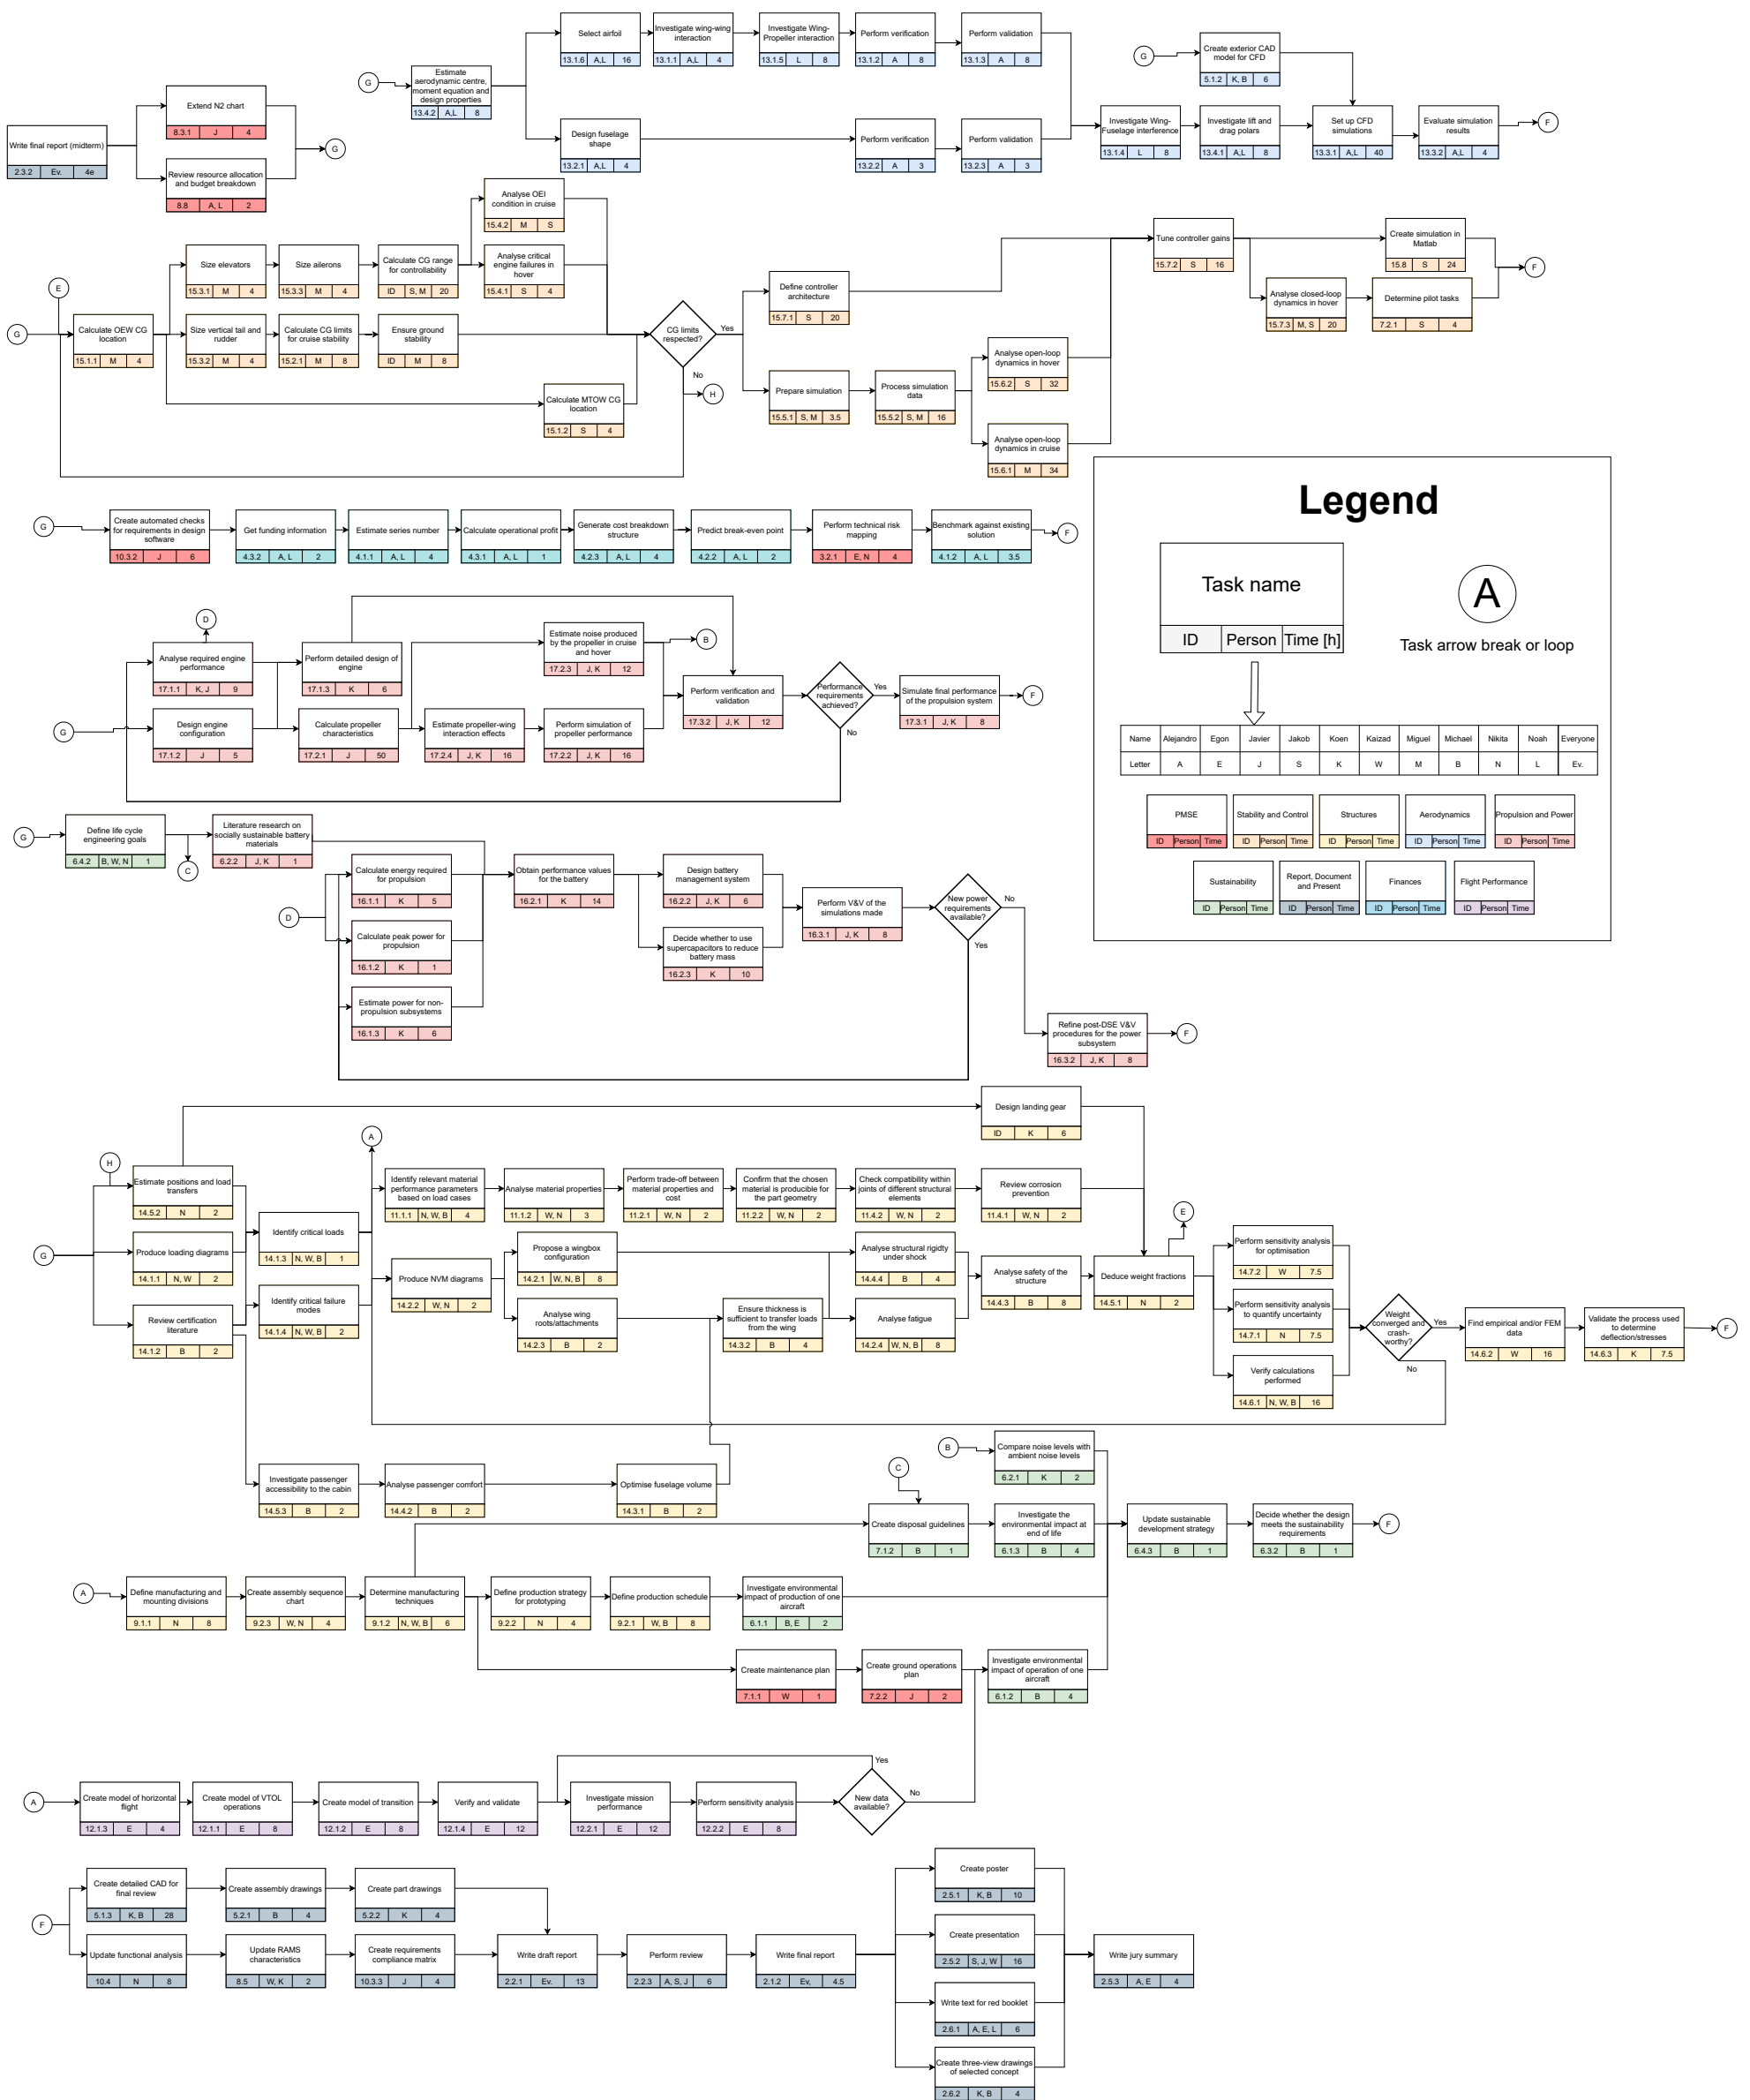 Select airfoil
13.1.6 A,L 16
Investigate wing-wing
interaction
13.1.1 A,L 4
Investigate Wing-
Propeller interaction
13.1.5 L 8
Perform verification
13.1.2 A 8
Perform validation
13.1.3 A 8
G
Create exterior CAD
model for CFD
5.1.2 K, B 6
G
Estimate
aerodynamic centre,
moment equation and
design properties
13.4.2 A,L 8
Design fuselage
shape
13.2.1 A,L 4
Perform verification
13.2.2 A 3
Perform validation
13.2.3 A 3
Investigate Wing-
Fuselage interference
13.1.4 L 8
Investigate lift and
drag polars
13.4.1 A,L 8
Set up CFD
simulations
13.3.1 A,L 40
Evaluate simulation
results
13.3.2 A,L 4
F
Write final report (midterm)
2.3.2 Ev. 4e
Extend N2 chart
8.3.1 J 4
Review resource allocation
and budget breakdown
8.8 A, L 2
G
Analyse OEI
condition in cruise
15.4.2 M S
Size elevators
15.3.1 M 4
Size ailerons
15.3.3 M 4
Calculate CG range
for controllability
ID S, M 20
Analyse critical
engine failures in
hover
15.4.1 S 4
E
G
Calculate OEW CG
location
15.1.1 M 4
Size vertical tail and
rudder
15.3.2 M 4
Calculate CG limits
for cruise stability
15.2.1 M 8
Ensure ground
stability
ID M 8
Calculate MTOW CG
location
15.1.2 S 4
CG limits
respected?
Yes
No
H
Define controller
architecture
15.7.1 S 20
Prepare simulation
15.5.1 S, M 3.5
Process simulation
data
15.5.2 S, M 16
Analyse open-loop
dynamics in hover
15.6.2 S 32
Analyse open-loop
dynamics in cruise
15.6.1 M 34
Tune controller gains
15.7.2 S 16
Create simulation in
Matlab
15.8 S 24
Analyse closed-loop
dynamics in hover
15.7.3 M, S 20
Determine pilot tasks
7.2.1 S 4
F
G
Create automated checks
for requirements in design
software
10.3.2 J 6
Get funding information
4.3.2 A, L 2
Estimate series number
4.1.1 A, L 4
Calculate operational profit
4.3.1 A, L 1
Generate cost breakdown
structure
4.2.3 A, L 4
Predict break-even point
4.2.2 A, L 2
Perform technical risk
mapping
3.2.1 E, N 4
Benchmark against existing
solution
4.1.2 A, L 3.5
F
Legend
Task name
ID Person Time [h]
A
Task arrow break or loop
Name Alejandro Egon Javier Jakob Koen Kaizad Miguel Michael Nikita Noah Everyone
Letter A E J S K W M B N L Ev.
PMSE
ID Person Time
Stability and Control
ID Person Time
Structures
ID Person Time
Aerodynamics
ID Person Time
Propulsion and Power
ID Person Time
Sustainability
ID Person Time
Report, Document
and Present
ID Person Time
Finances
ID Person Time
Flight Performance
ID Person Time
D
Analyse required engine
performance
17.1.1 K, J 9
Perform detailed design of
engine
17.1.3 K 6
Estimate noise produced
by the propeller in cruise
and hover
17.2.3 J, K 12
B
G
Design engine
configuration
17.1.2 J 5
Calculate propeller
characteristics
17.2.1 J 50
Estimate propeller-wing
interaction effects
17.2.4 J, K 16
Perform simulation of
propeller performance
17.2.2 J, K 16
Perform verification and
validation
17.3.2 J, K 12
Performance
requirements
achieved?
Yes
No
Simulate final performance
of the propulsion system
17.3.1 J, K 8
F
G
Define life cycle
engineering goals
6.4.2 B, W, N 1
C
Literature research on
socially sustainable battery
materials
6.2.2 J, K 1
D
Calculate energy required
for propulsion
16.1.1 K 5
Calculate peak power for
propulsion
16.1.2 K 1
Estimate power for non-
propulsion subsystems
16.1.3 K 6
Obtain performance values
for the battery
16.2.1 K 14
Design battery
management system
16.2.2 J, K 6
Decide whether to use
supercapacitors to reduce
battery mass
16.2.3 K 10
Perform V&V of the
simulations made
16.3.1 J, K 8
New power
requirements
available?
No
Yes
Refine post-DSE V&V
procedures for the power
subsystem
16.3.2 J, K 8
F
Design landing gear
ID K 6
H
A
Estimate positions and load
transfers
14.5.2 N 2
G
Produce loading diagrams
14.1.1 N, W 2
Review certification
literature
14.1.2 B 2
Identify critical loads
14.1.3 N, W, B 1
Identify critical failure
modes
14.1.4 N, W, B 2
Identify relevant material
performance parameters
based on load cases
11.1.1 N, W, B 4
Analyse material properties
11.1.2 W, N 3
Perform trade-off between
material properties and
cost
11.2.1 W, N 2
Confirm that the chosen
material is producible for
the part geometry
11.2.2 W, N 2
Check compatibility within
joints of different structural
elements
11.4.2 W, N 2
Review corrosion
prevention
11.4.1 W, N 2
Produce NVM diagrams
14.2.2 W, N 2
Propose a wingbox
configuration
14.2.1 W, N, B 8
Analyse wing
roots/attachments
14.2.3 B 2
Ensure thickness is
sufficient to transfer loads
from the wing
14.3.2 B 4
Analyse structural rigidty
under shock
14.4.4 B 4
Analyse fatigue
14.2.4 W, N, B 8
Analyse safety of the
structure
14.4.3 B 8
E
Deduce weight fractions
14.5.1 N 2
Perform sensitivity analysis
for optimisation
14.7.2 W 7.5
Perform sensitivity analysis
to quantify uncertainty
14.7.1 N 7.5
Verify calculations
performed
14.6.1 N, W, B 16
Weight
converged and
crash-
worthy?
Yes
No
Find empirical and/or FEM
data
14.6.2 W 16
Validate the process used
to determine
deflection/stresses
14.6.3 K 7.5
F
Investigate passenger
accessibility to the cabin
14.5.3 B 2
Analyse passenger comfort
14.4.2 B 2
Optimise fuselage volume
14.3.1 B 2
B
Compare noise levels with
ambient noise levels
6.2.1 K 2
C
Create disposal guidelines
7.1.2 B 1
Investigate the
environmental impact at
end of life
6.1.3 B 4
Update sustainable
development strategy
6.4.3 B 1
Decide whether the design
meets the sustainability
requirements
6.3.2 B 1
F
A
Define manufacturing and
mounting divisions
9.1.1 N 8
Create assembly sequence
chart
9.2.3 W, N 4
Determine manufacturing
techniques
9.1.2 N, W, B 6
Define production strategy
for prototyping
9.2.2 N 4
Define production schedule
9.2.1 W, B 8
Investigate environmental
impact of production of one
aircraft
6.1.1 B, E 2
Create maintenance plan
7.1.1 W 1
Create ground operations
plan
7.2.2 J 2
Investigate environmental
impact of operation of one
aircraft
6.1.2 B 4
A
Create model of horizontal
flight
12.1.3 E 4
Create model of VTOL
operations
12.1.1 E 8
Create model of transition
12.1.2 E 8
Verify and validate
12.1.4 E 12
Investigate mission
performance
12.2.1 E 12
Perform sensitivity analysis
12.2.2 E 8
New data
available?
Yes
No
F
Create detailed CAD for
final review
5.1.3 K, B 28
Create assembly drawings
5.2.1 B 4
Create part drawings
5.2.2 K 4
Update functional analysis
10.4 N 8
Update RAMS
characteristics
8.5 W, K 2
Create requirements
compliance matrix
10.3.3 J 4
Write draft report
2.2.1 Ev. 13
Perform review
2.2.3 A, S, J 6
Write final report
2.1.2 Ev, 4.5
Create poster
2.5.1 K, B 10
Create presentation
2.5.2 S, J, W 16
Write text for red booklet
2.6.1 A, E, L 6
Create three-view drawings
of selected concept
2.6.2 K, B 4
Write jury summary
2.5.3 A, E 4